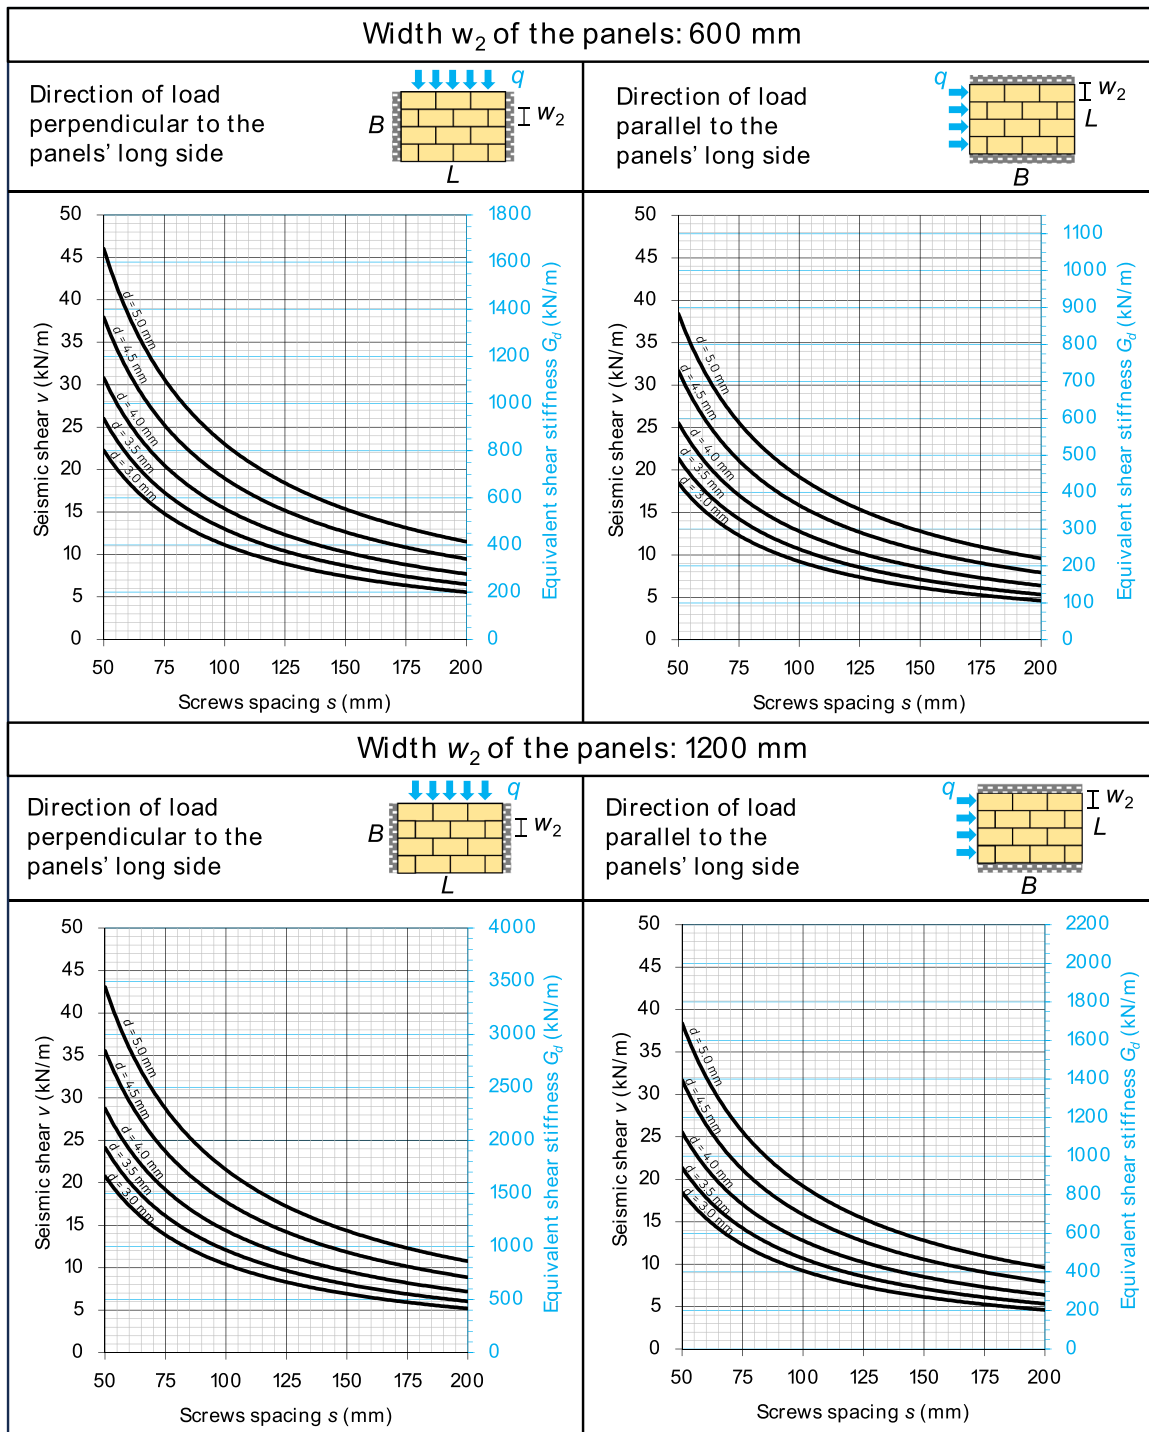 Width w2 of the panels: 600 mm
Direction of load
perpendicular to the
panels’ long side
q
B
w2
L
Direction of load
parallel to the
panels’ long side
q
w2
L
B
Seismic shear v (kN/m)
50
45
40
35
30
25
20
15
10
5
0
d = 5.0 mm
d = 4.5 mm
d = 4.0 mm
d = 3.5 mm
d = 3.0 mm
1800
1600
1400
1200
1000
800
600
400
200
0
Equivalent shear stiffness Gd (kN/m)
50 75 100 125 150 175 200
Screws spacing s (mm)
Seismic shear v (kN/m)
50
45
40
35
30
25
20
15
10
5
0
d = 5.0 mm
d = 4.5 mm
d = 4.0 mm
d = 3.5 mm
d = 3.0 mm
1100
1000
900
800
700
600
500
400
300
200
100
0
Equivalent shear stiffness Gd (kN/m)
50 75 100 125 150 175 200
Screws spacing s (mm)
Width w2 of the panels: 1200 mm
Direction of load
perpendicular to the
panels’ long side
q
B
w2
L
Direction of load
parallel to the
panels’ long side
q
w2
L
B
Seismic shear v (kN/m)
50
45
40
35
30
25
20
15
10
5
0
d = 5.0 mm
d = 4.5 mm
d = 4.0 mm
d = 3.5 mm
d = 3.0 mm
4000
3500
3000
2500
2000
1500
1000
500
0
Equivalent shear stiffness Gd (kN/m)
50 75 100 125 150 175 200
Screws spacing s (mm)
Seismic shear v (kN/m)
50
45
40
35
30
25
20
15
10
5
0
d = 5.0 mm
d = 4.5 mm
d = 4.0 mm
d = 3.5 mm
d = 3.0 mm
2200
2000
1800
1600
1400
1200
1000
800
600
400
200
0
Equivalent shear stiffness Gd (kN/m)
50 75 100 125 150 175 200
Screws spacing s (mm)